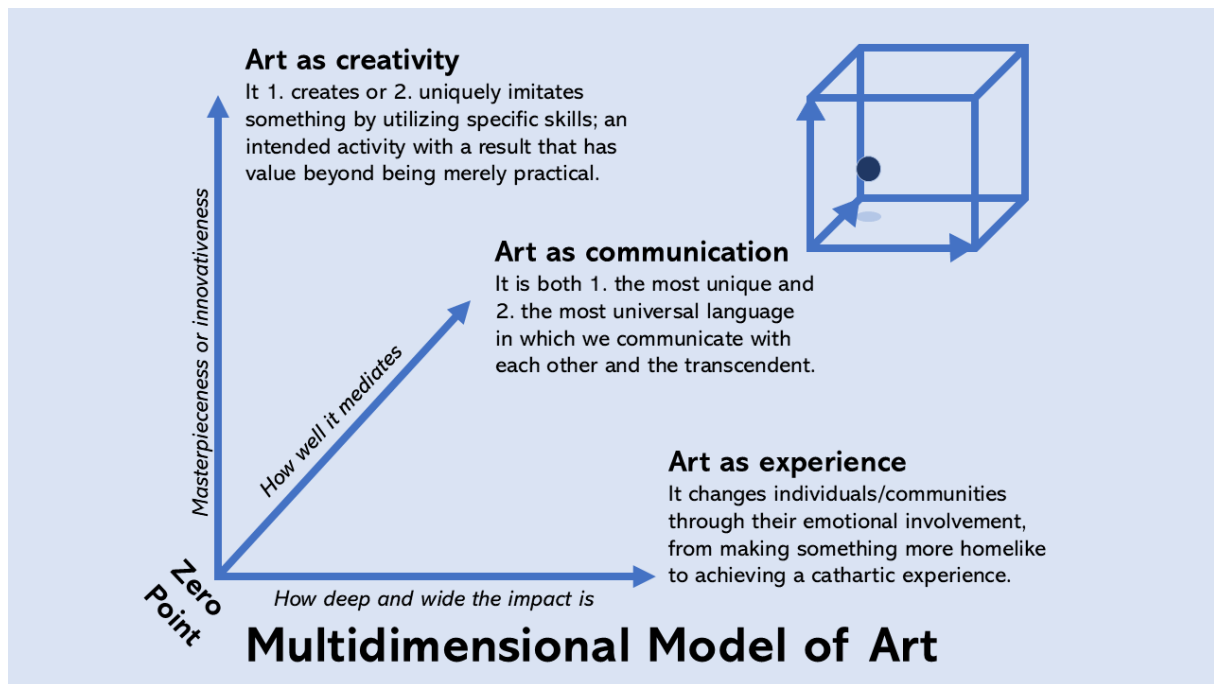 Art as creativity
It 1. creates or 2. uniquely imitates
something by utilizing specific skills; an
intended activity with a result that has
value beyond being merely practical.
Masterpieceness or innovativeness
Art as communication
It is both 1. the most unique and
2. the most universal language
in which we communicate with
each other and the transcendent.
How well it mediates
Art as experience
It changes individuals/communities
through their emotional involvement,
from making something more homelike
to achieving a cathartic experience.
Zero
Point
How deep and wide the impact is
Multidimensional Model of Art